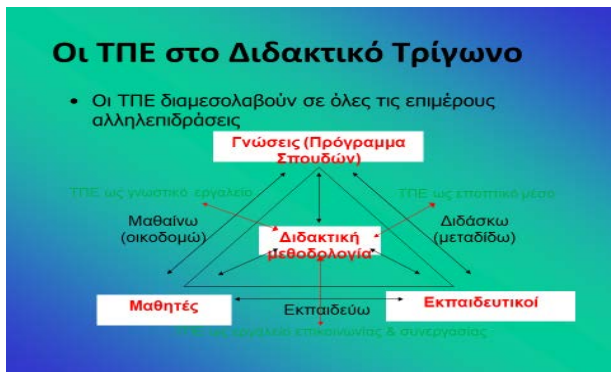 Οι ΤΠΕ στο Διδακτικό Τρίγωνο
• Οι ΤΠΕ διαμεσολαβούν σε όλες τις επιμέρους
αλληλεπιδράσεις
Γνώσεις (Πρόγραμμα
Σπουδών)
ΤΠΕ ως γνωστικό εργαλείο
ΤΠΕ ως εποπτικό μέσο
Μαθαίνω
(οικοδομώ)
Διδάσκω
(μεταδίδω)
Διδακτική
μεθοδολογία
Μαθητές
Εκπαιδεύω
Εκπαιδευτικοί
ΤΠΕ ως εργαλείο επικοινωνίας & συνεργασίας